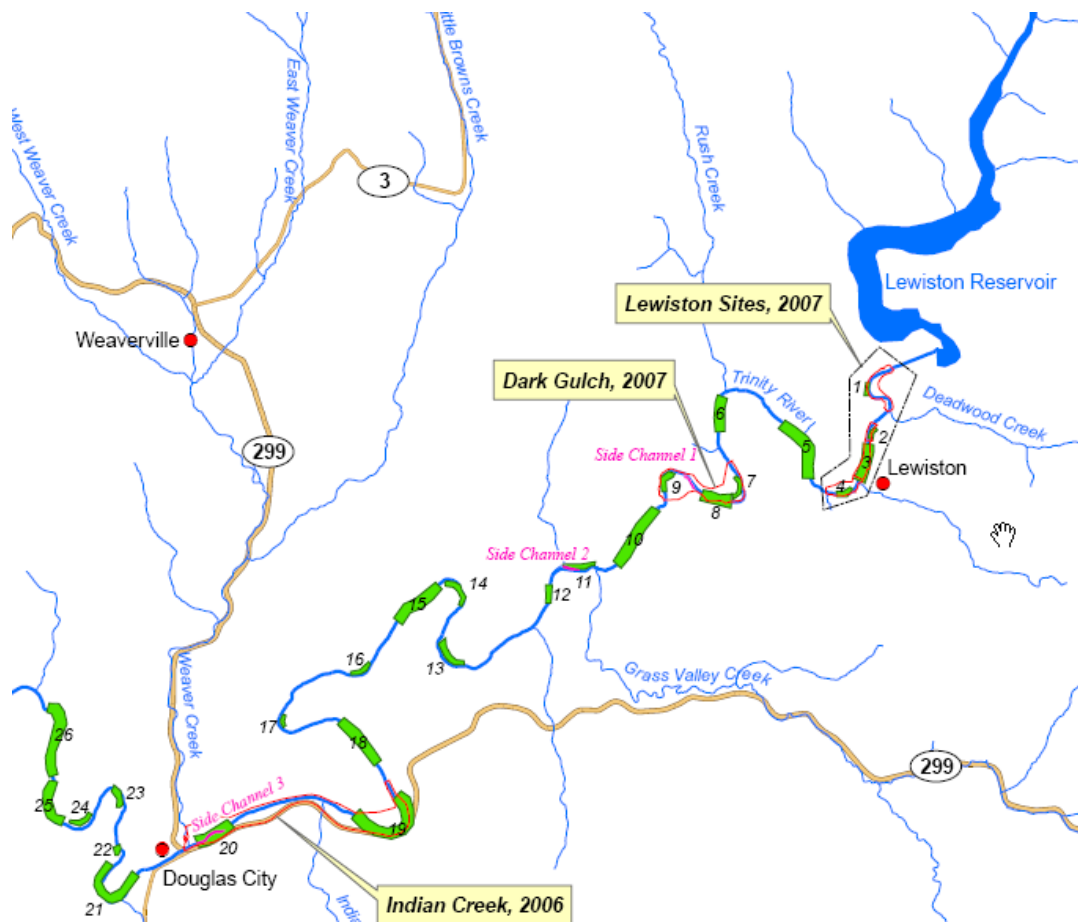 Little Browns Creek
East Weaver Creek
West Weaver Creek
3
Rush Creek
Lewiston Reservoir
Lewiston Sites, 2007
Weaverville
Dark Gulch, 2007
Trinity River
1
Deadwood Creek
6
2
5
299
Side Channel 1
3
Lewiston
7
9
4
8
10
Side Channel 2
11
14
12
15
13
16
Grass Valley Creek
Weaver Creek
17
26
18
299
Side Channel 3
23
25
24
19
20
22
Douglas City
21
Indian Creek, 2006
Indi